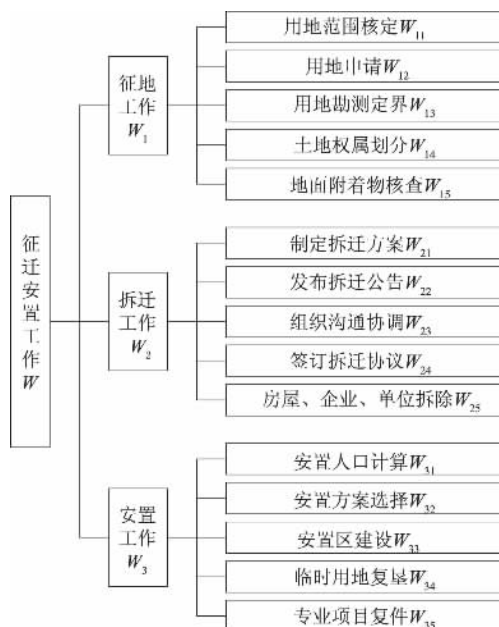 征迁安置工作W
征地
工作
W₁
用地范围核定W₁₁
用地申请W₁₂
用地勘测定界W₁₃
土地权属划分W₁₄
地面附着物核查W₁₅
拆迁
工作
W₂
制定拆迁方案W₂₁
发布拆迁公告W₂₂
组织沟通协调W₂₃
签订拆迁协议W₂₄
房屋、企业、单位拆除W₂₅
安置
工作
W₃
安置人口计算W₃₁
安置方案选择W₃₂
安置区建设W₃₃
临时用地复垦W₃₄
专业项目复件W₃₅